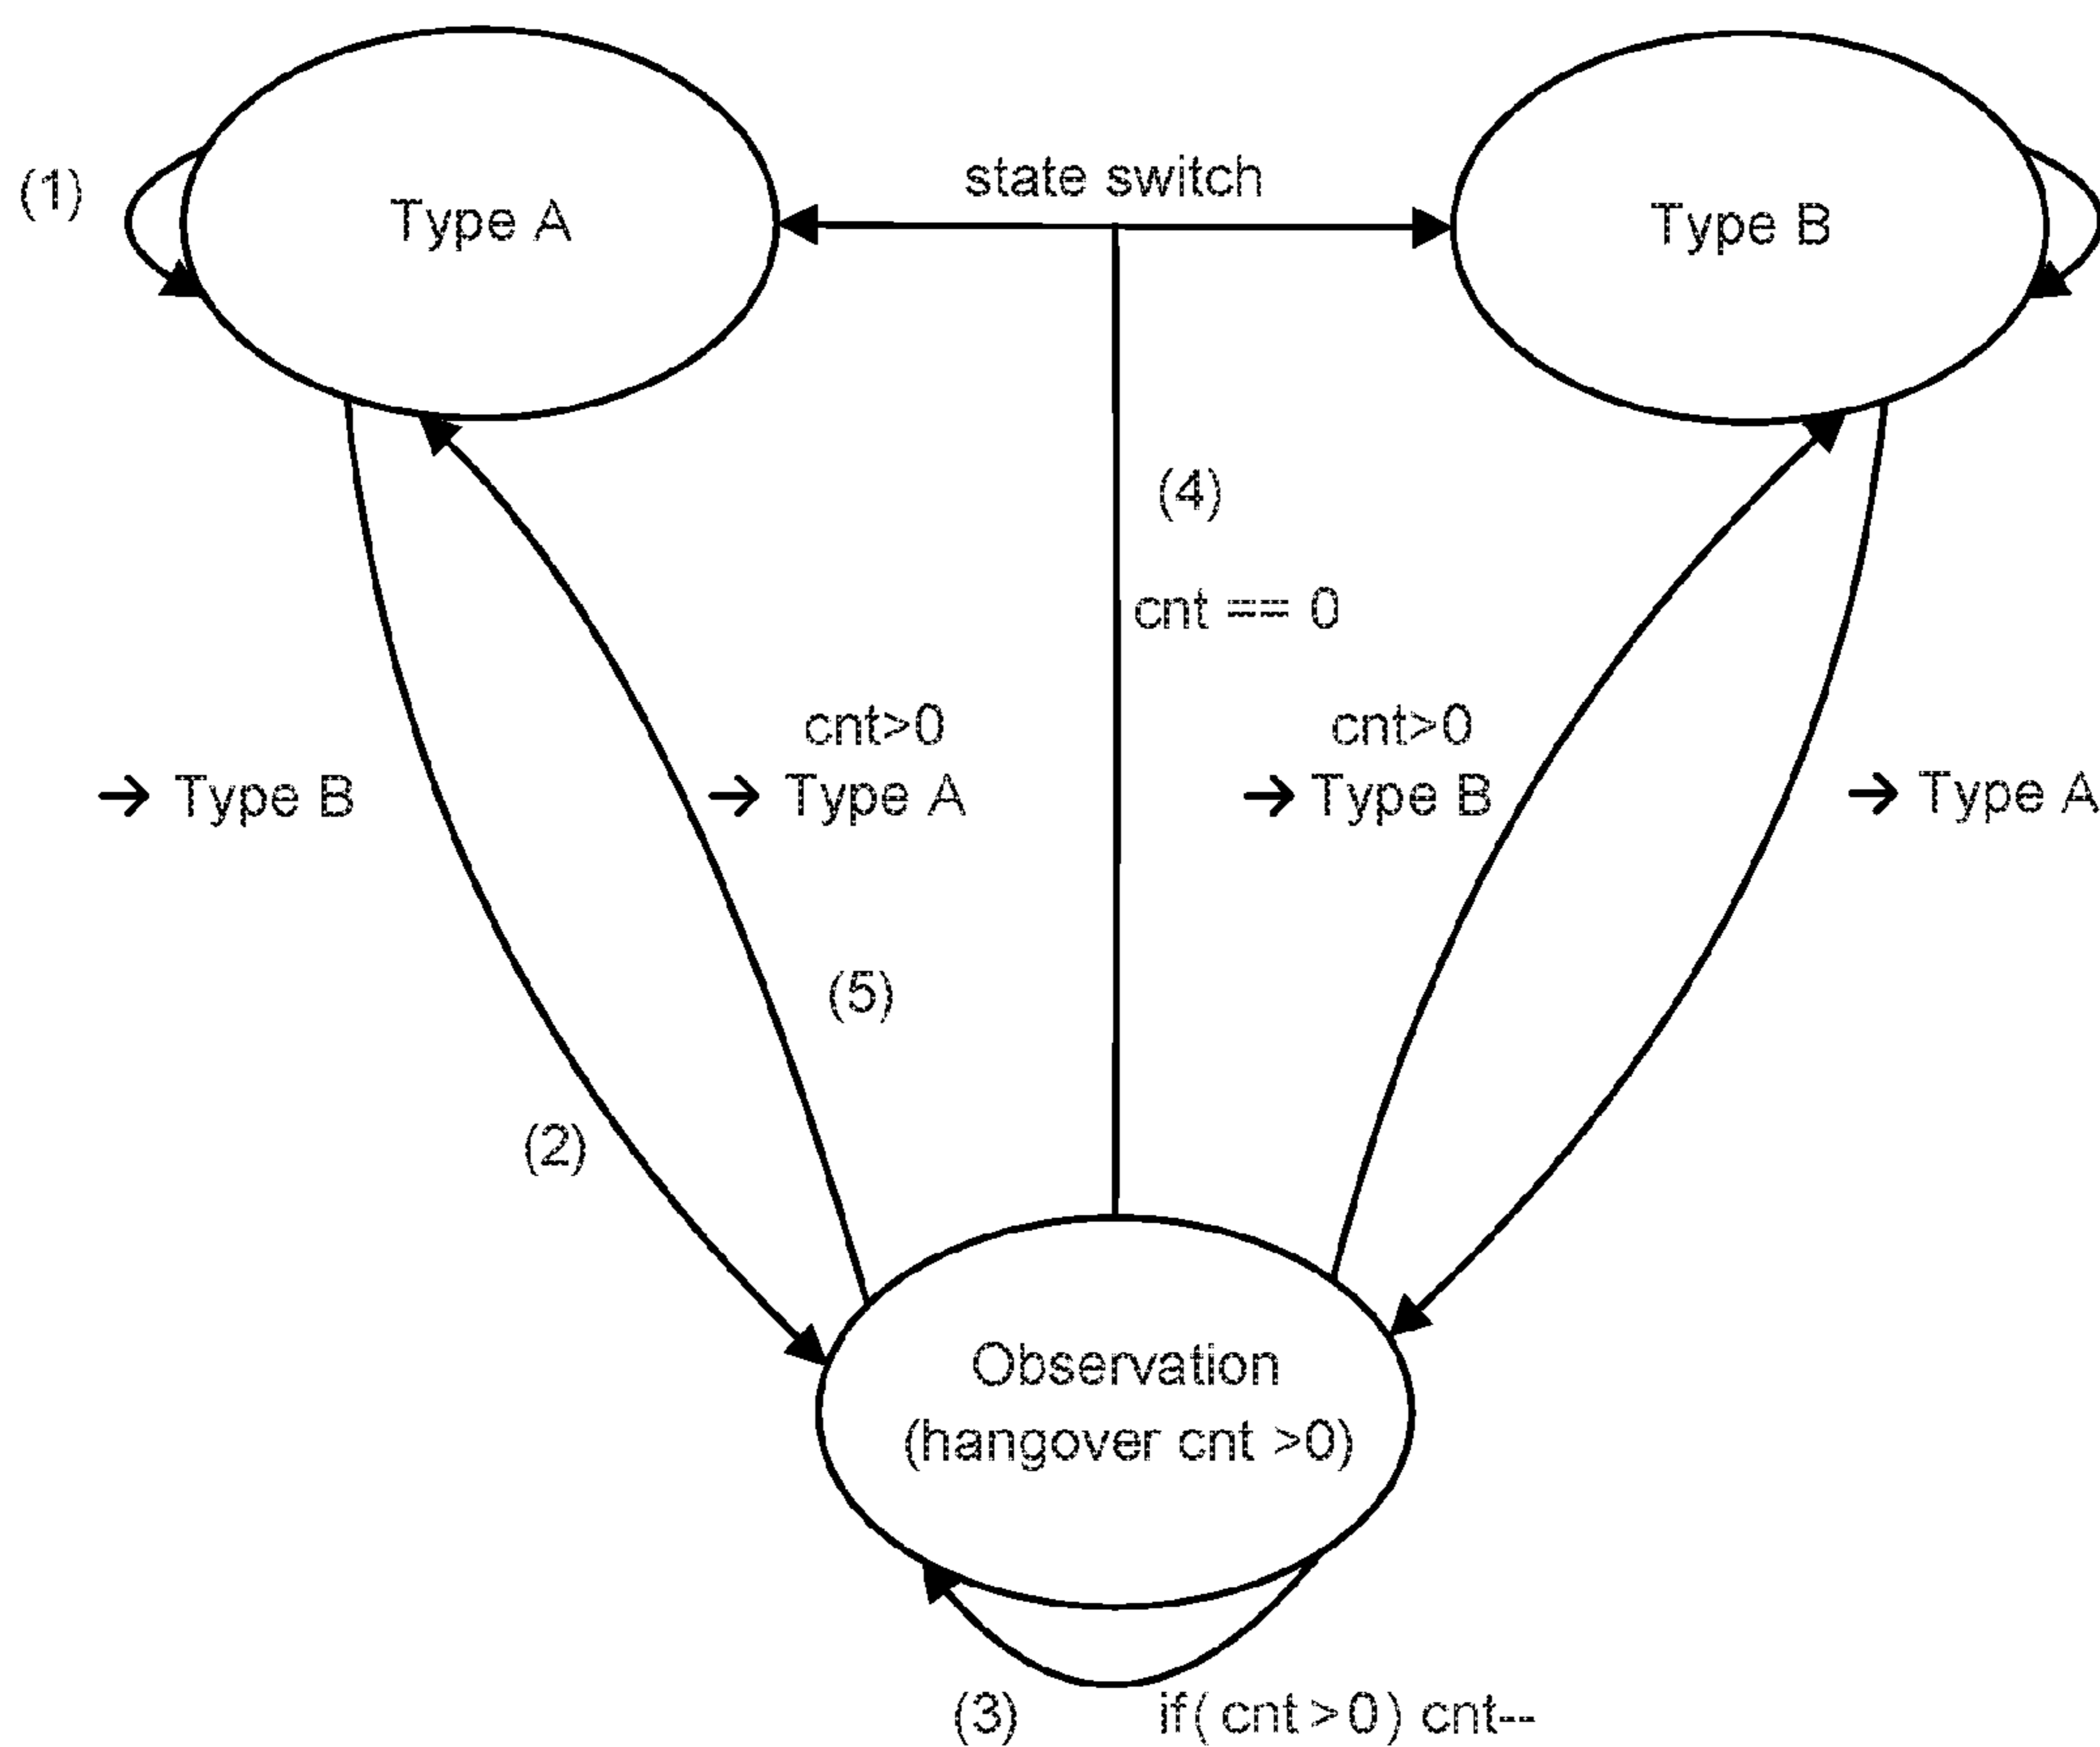 state switch
(1)
Type A
Type B
(4)
cnt == 0
cnt>0
→ Type A
cnt>0
→ Type B
→ Type B
→ Type A
(5)
(2)
Observation
(hangover cnt >0)
(3)
if( cnt > 0 ) cnt--